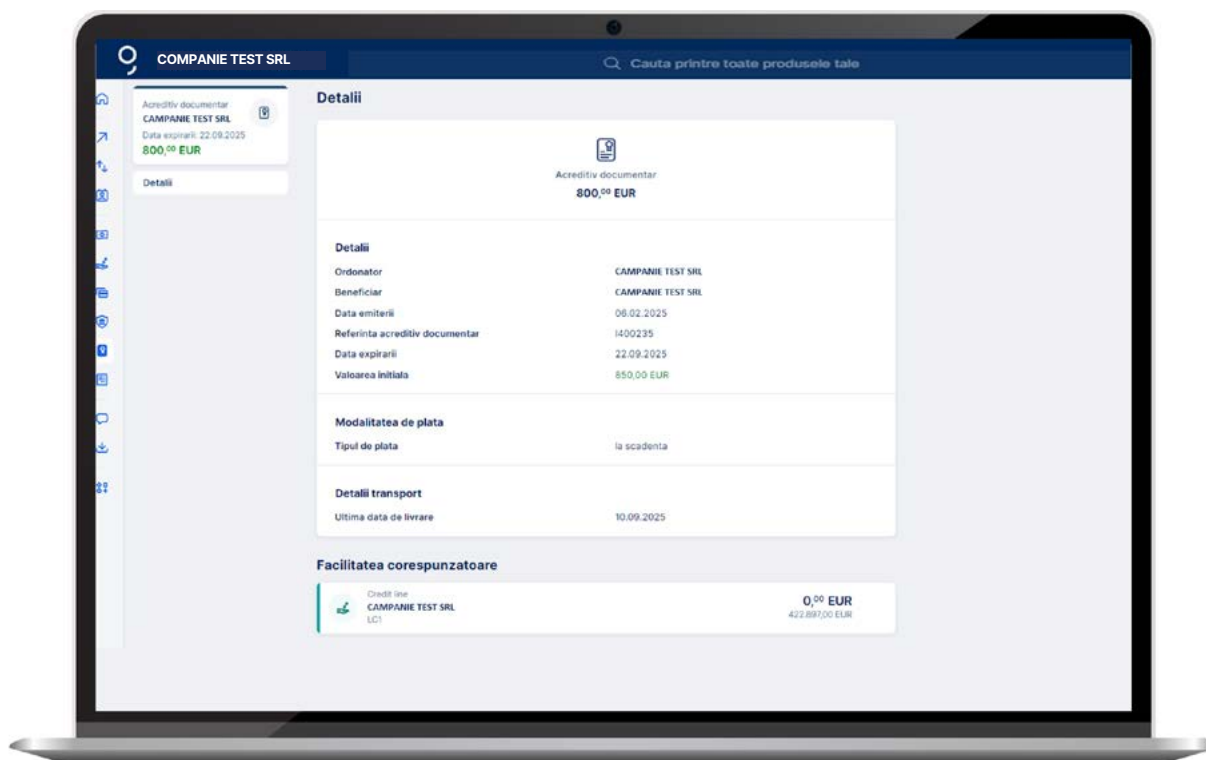 COMPANIE TEST SRL
Cauta printre toate produsele tale
Acreditiv documentar
CAMPANIE TEST SRL
Data expirarii: 22.09.2025
800,00 EUR
Detalii
Detalii
Acreditiv documentar
800,00 EUR
Detalii
Ordonator CAMPANIE TEST SRL
Beneficiar CAMPANIE TEST SRL
Data emiterii 06.02.2025
Referinta acreditiv documentar I400235
Data expirarii 22.09.2025
Valoarea initiala 850,00 EUR
Modalitatea de plata
Tipul de plata la scadenta
Detalii transport
Ultima data de livrare 10.09.2025
Facilitatea corespunzatoare
Credit line
CAMPANIE TEST SRL 0,00 EUR
LC1 422.897,00 EUR